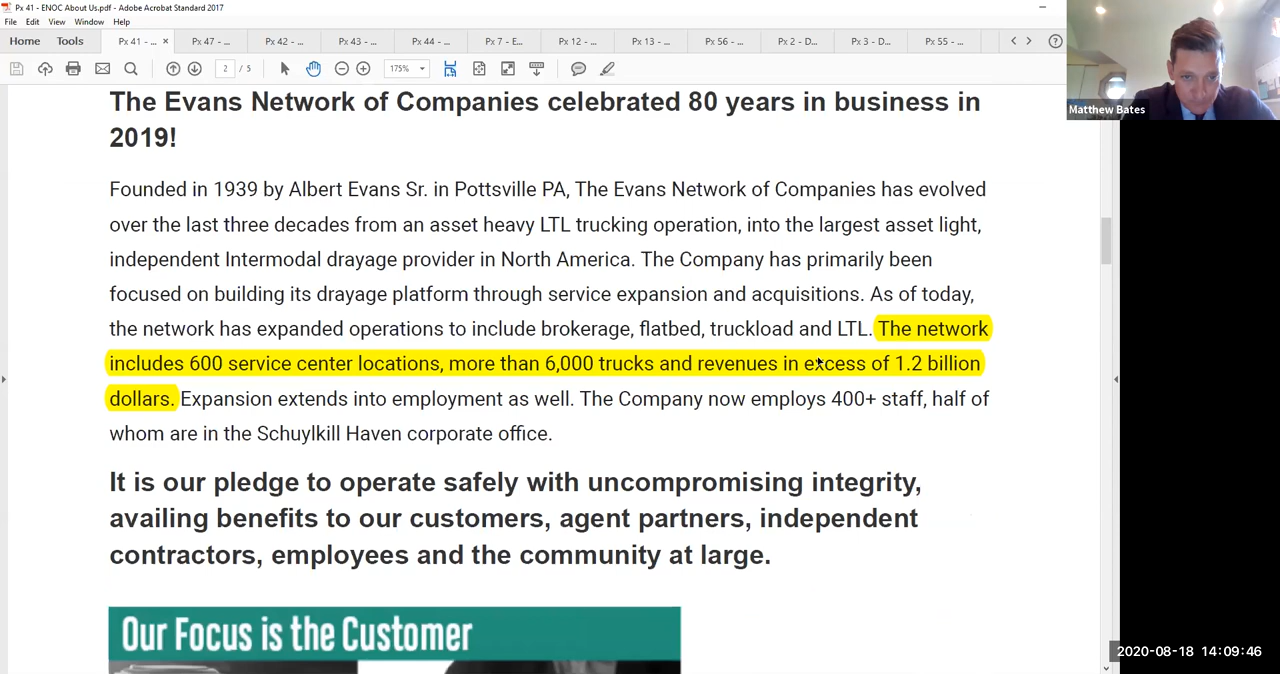 Px 41 - ENOC About Us.pdf - Adobe Acrobat Standard 2017
File Edit View Window Help
Home Tools Px 41 - ... × Px 47 - ... Px 42 - ... Px 43 - ... Px 44 - ... Px 7 - E... Px 12 - ... Px 13 - ... Px 56 - ... Px 2 - D... Px 3 - D... Px 55 - ...
2 / 5 175%
Matthew Bates
The Evans Network of Companies celebrated 80 years in business in
2019!
Founded in 1939 by Albert Evans Sr. in Pottsville PA, The Evans Network of Companies has evolved
over the last three decades from an asset heavy LTL trucking operation, into the largest asset light,
independent Intermodal drayage provider in North America. The Company has primarily been
focused on building its drayage platform through service expansion and acquisitions. As of today,
the network has expanded operations to include brokerage, flatbed, truckload and LTL. The network
includes 600 service center locations, more than 6,000 trucks and revenues in excess of 1.2 billion
dollars. Expansion extends into employment as well. The Company now employs 400+ staff, half of
whom are in the Schuylkill Haven corporate office.
It is our pledge to operate safely with uncompromising integrity,
availing benefits to our customers, agent partners, independent
contractors, employees and the community at large.
Our Focus is the Customer
2020-08-18 14:09:46